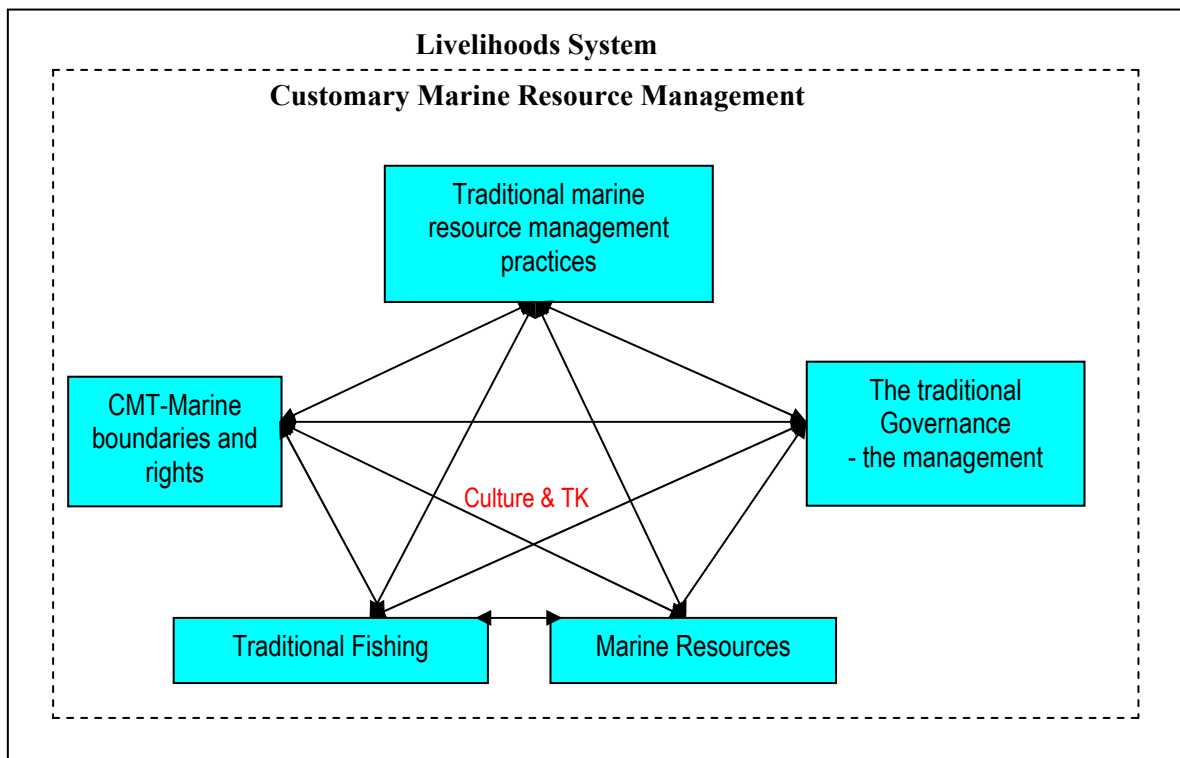 Livelihoods System
Customary Marine Resource Management
Traditional marine
resource management
practices
CMT-Marine
boundaries and
rights
The traditional
Governance
- the management
Culture & TK
Traditional Fishing
Marine Resources